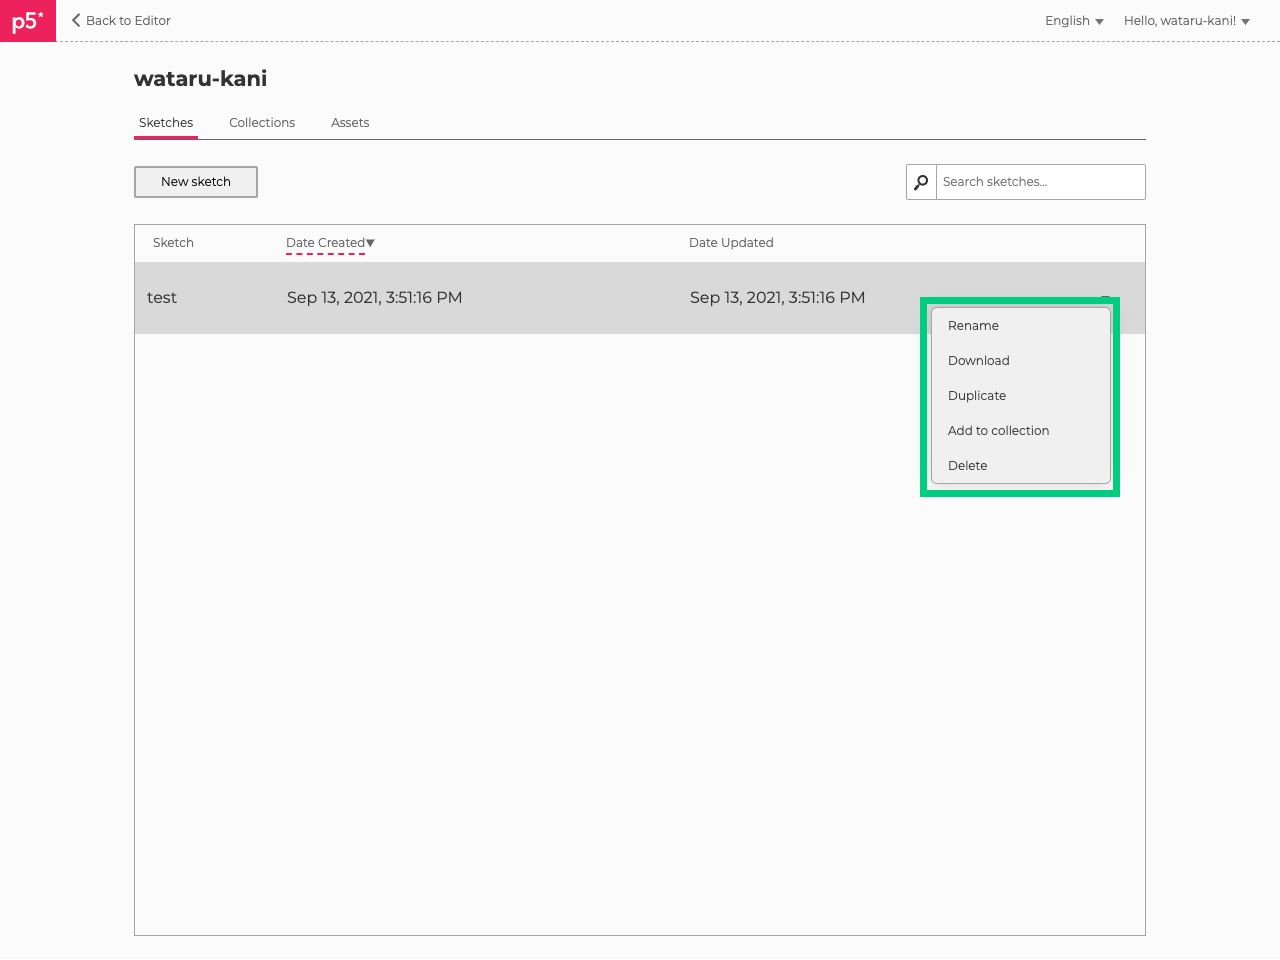 p5*
Back to Editor
English
Hello, wataru-kani!
wataru-kani
Sketches
Collections
Assets
New sketch
Search sketches...
Sketch
Date Created
Date Updated
test
Sep 13, 2021, 3:51:16 PM
Sep 13, 2021, 3:51:16 PM
Rename
Download
Duplicate
Add to collection
Delete